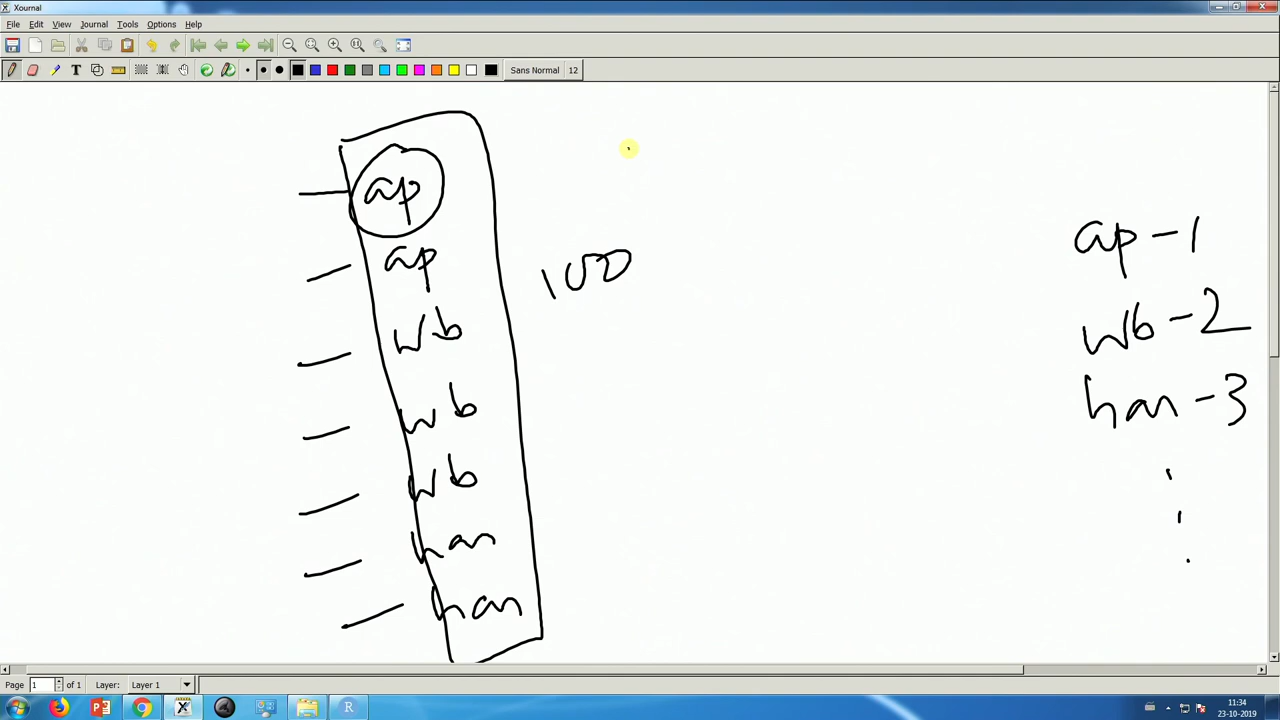 Xournal
File Edit View Journal Tools Options Help
Sans Normal 12
ap
ap
wb
wb
wb
han
han
100
ap-1
wb-2
han-3
Page 1 of 1 Layer: Layer 1
R
11:34
23-10-2019